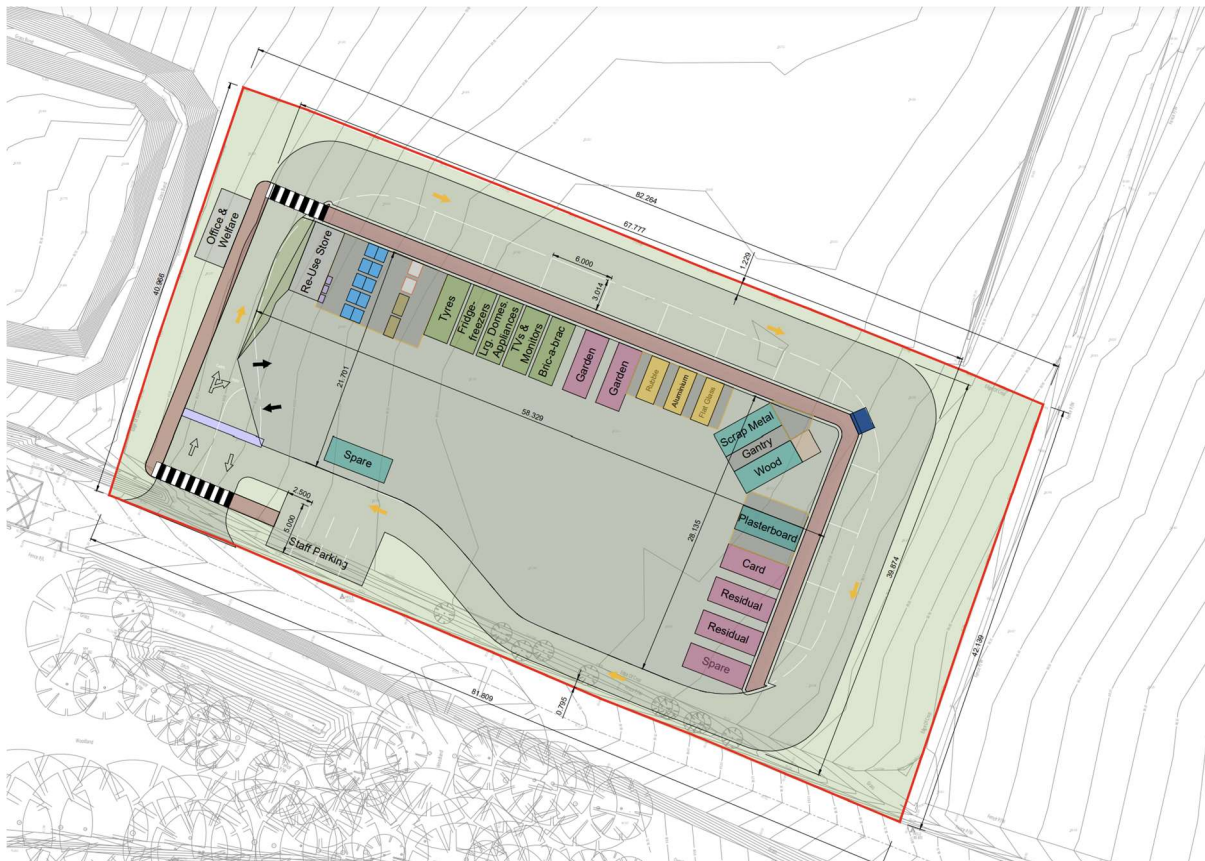 82.264
67.777
1.229
40.966
Office &
Welfare
Re-Use Store
6.000
3.014
Tyres
Fridge-
freezers
Lrg. Domes.
Appliances
TVs &
Monitors
Bric-a-brac
Garden
Garden
Rubble
Aluminium
Flat Glass
21.701
58.329
Scrap Metal
Gantry
Wood
Spare
Plasterboard
28.135
Card
Residual
Residual
Spare
2.500
5.000
Staff Parking
39.874
42.139
0.795
81.809